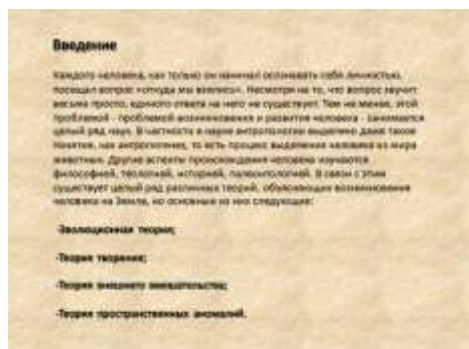 Введение
Каждого человека, как только он начинал осознавать себя личностью,
посещал вопрос «откуда мы взялись». Несмотря на то, что вопрос звучит
весьма просто, единого ответа на него не существует. Тем не менее, этой
проблемой - проблемой возникновения и развития человека - занимается
целый ряд наук. В частности в науке антропологии выделено даже такое
понятие, как антропогенез, то есть процесс выделения человека из мира
животных. Другие аспекты происхождения человека изучаются
философией, теологией, историей, палеонтологией. В связи с этим
существует целый ряд различных теорий, объясняющих возникновение
человека на Земле, но основные из них следующие:
-Эволюционная теория;
-Теория творения;
-Теория внешнего вмешательства;
-Теория пространственных аномалий.